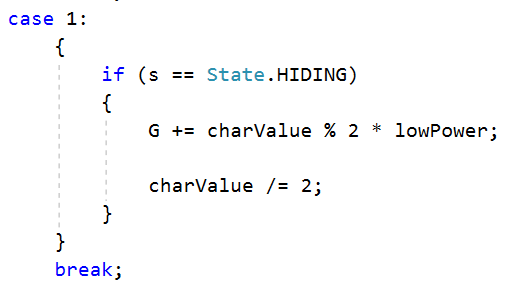 case 1:
{
if (s == State.HIDING)
{
G += charValue % 2 * lowPower;
charValue /= 2;
}
}
break;